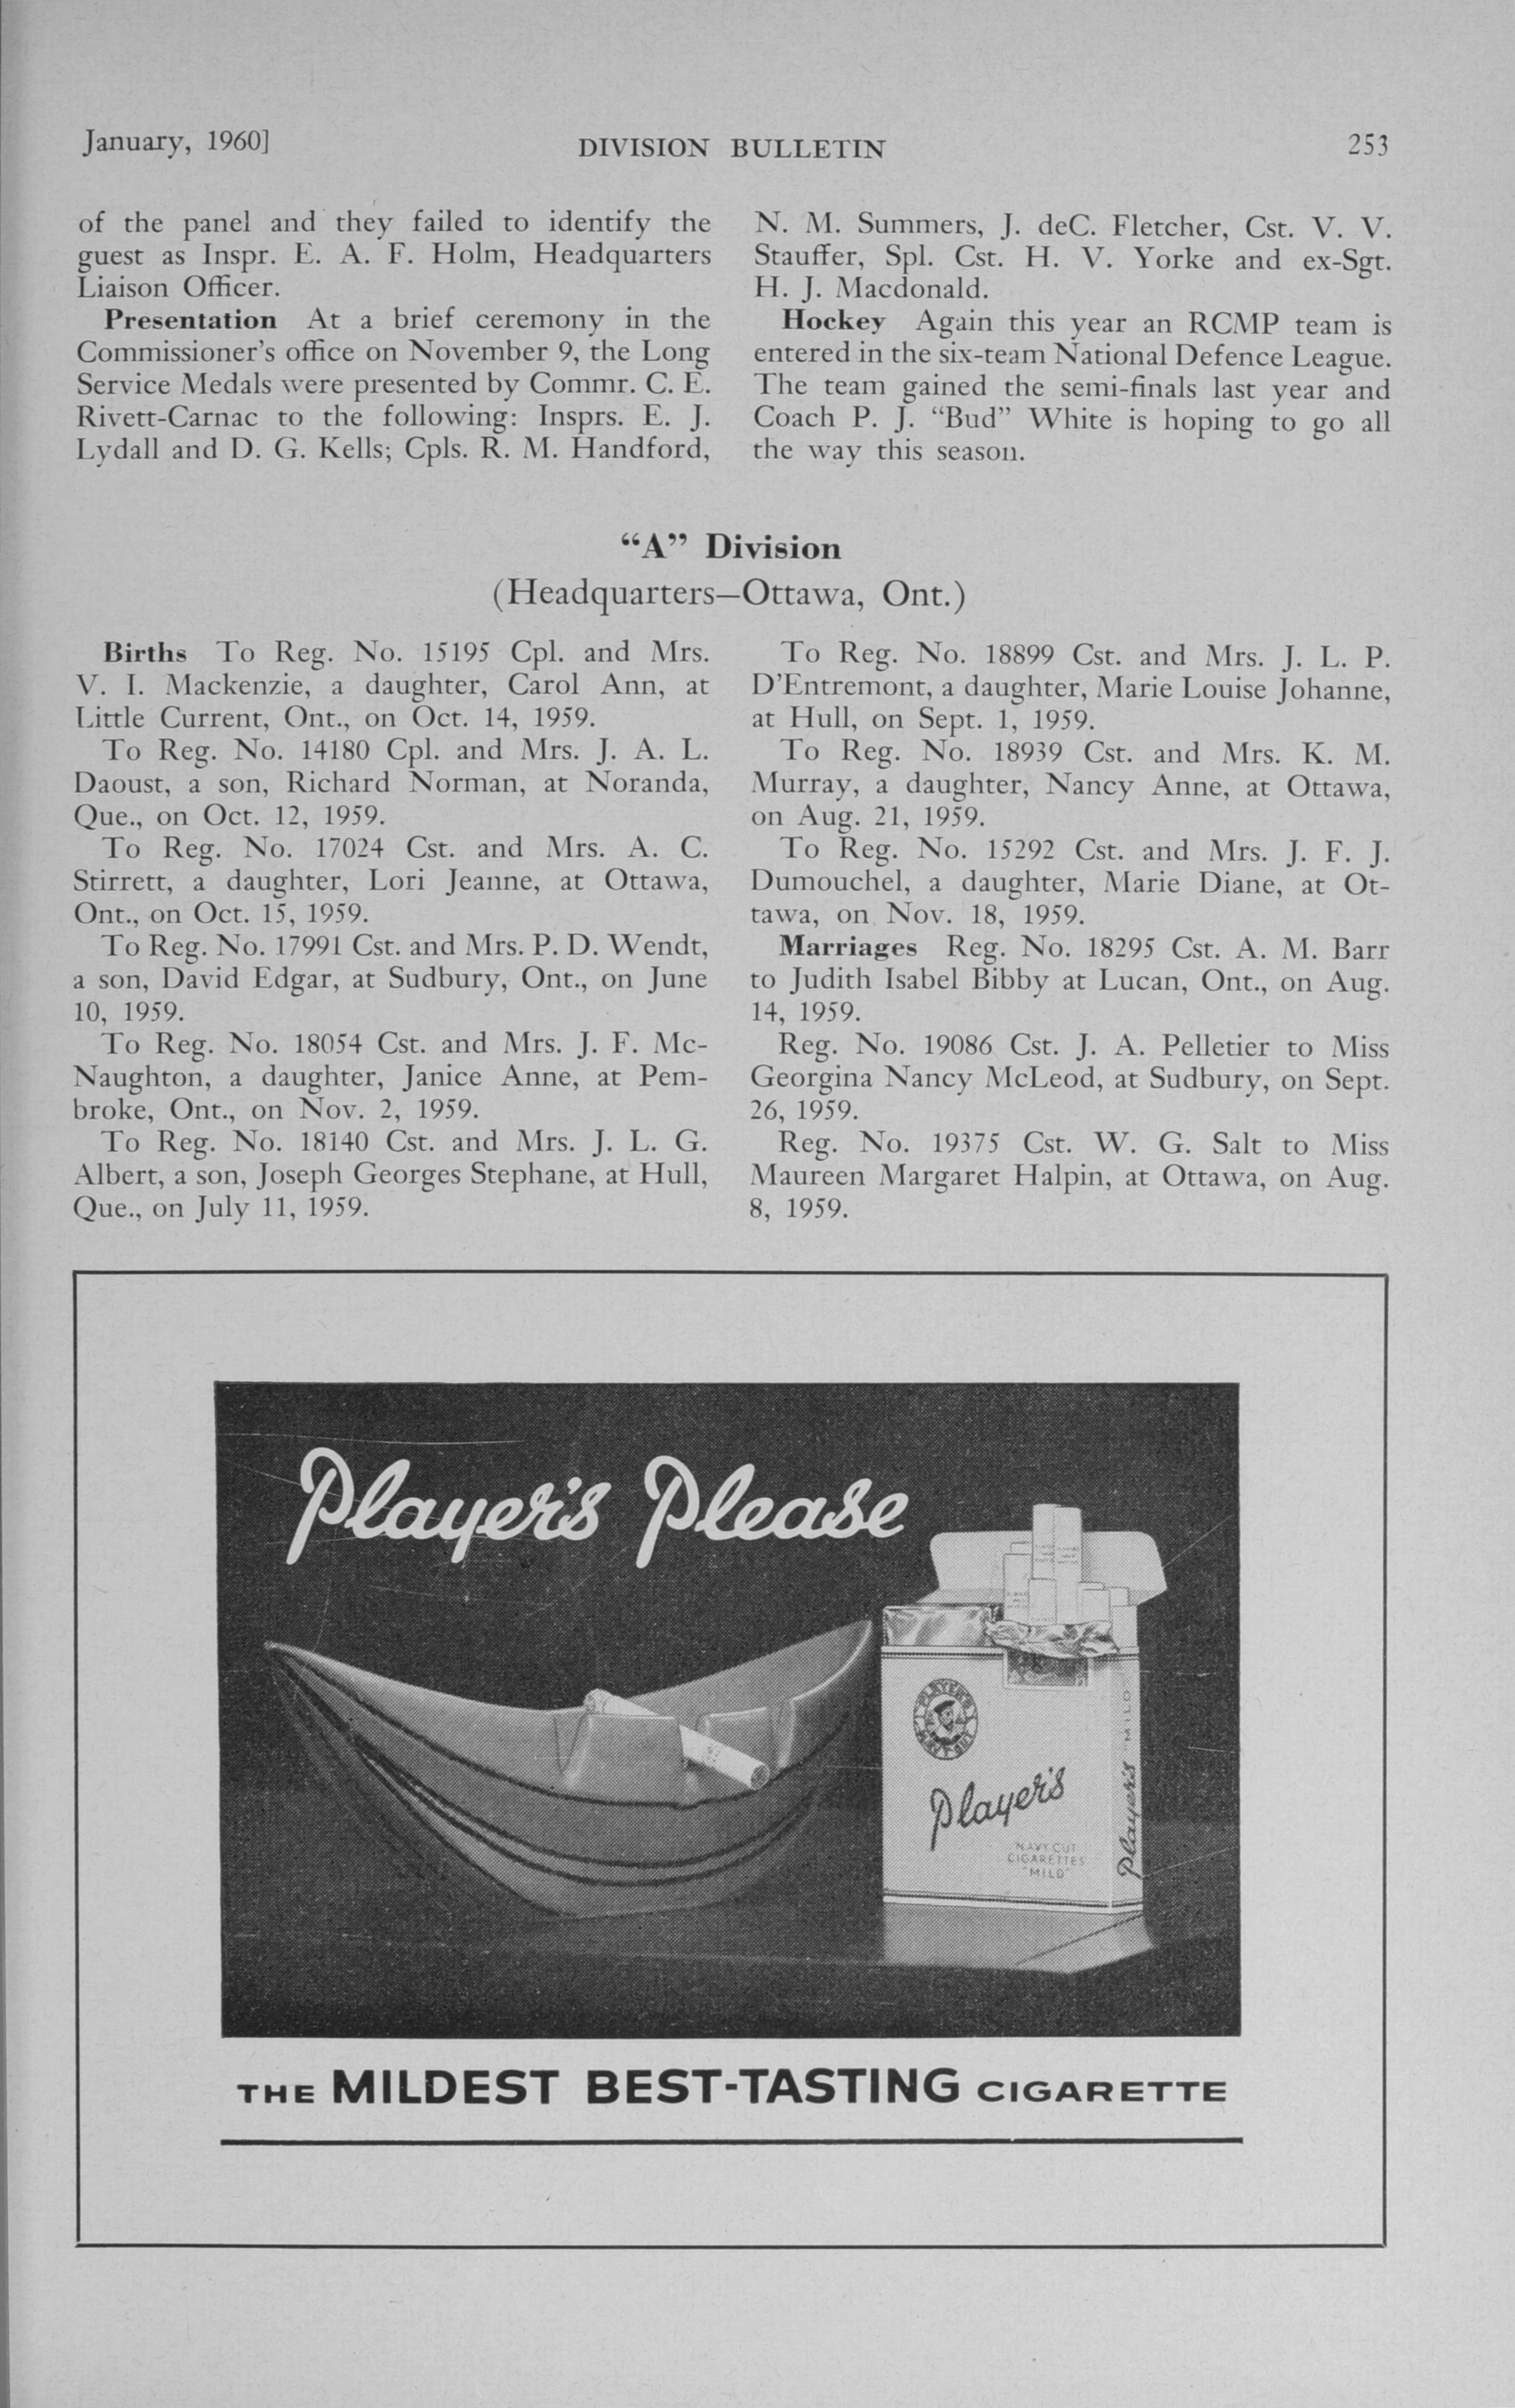 January, 1960]
DIVISION BULLETIN
253
of the panel and they failed to identify the
guest as Inspr. E. A. F. Holm, Headquarters
Liaison Officer.
Presentation At a brief ceremony in the
Commissioner's office on November 9, the Long
Service Medals were presented by Commr. C. E.
Rivett-Carnac to the following: Insprs. E. J.
Lydall and D. G. Kells; Cpls. R. M. Handford,
N. M. Summers, J. deC. Fletcher, Cst. V. V.
Stauffer, Spl. Cst. H. V. Yorke and ex-Sgt.
H. J. Macdonald.
Hockey Again this year an RCMP team is
entered in the six-team National Defence League.
The team gained the semi-finals last year and
Coach P. J. “Bud” White is hoping to go all
the way this season.
“A” Division
(Headquarters—Ottawa, Ont.)
Births To Reg. No. 15195 Cpl. and Mrs.
V. I. Mackenzie, a daughter, Carol Ann, at
Little Current, Ont., on Oct. 14, 1959.
To Reg. No. 14180 Cpl. and Mrs. J. A. L.
Daoust, a son, Richard Norman, at Noranda,
Que., on Oct. 12, 1959.
To Reg. No. 17024 Cst. and Mrs. A. C.
Stirrett, a daughter, Lori Jeanne, at Ottawa,
Ont., on Oct. 15, 1959.
To Reg. No. 17991 Cst. and Mrs. P. D. Wendt,
a son, David Edgar, at Sudbury, Ont., on June
10, 1959.
To Reg. No. 18054 Cst. and Mrs. J. F. Mc-
Naughton, a daughter, Janice Anne, at Pem-
broke, Ont., on Nov. 2, 1959.
To Reg. No. 18140 Cst. and Mrs. J. L. G.
Albert, a son, Joseph Georges Stephane, at Hull,
Que., on July 11, 1959.
To Reg. No. 18899 Cst. and Mrs. J. L. P.
D'Entremont, a daughter, Marie Louise Johanne,
at Hull, on Sept. 1, 1959.
To Reg. No. 18939 Cst. and Mrs. K. M.
Murray, a daughter, Nancy Anne, at Ottawa,
on Aug. 21, 1959.
To Reg. No. 15292 Cst. and Mrs. J. F. J.
Dumouchel, a daughter, Marie Diane, at Ot-
tawa, on Nov. 18, 1959.
Marriages Reg. No. 18295 Cst. A. M. Barr
to Judith Isabel Bibby at Lucan, Ont., on Aug.
14, 1959.
Reg. No. 19086 Cst. J. A. Pelletier to Miss
Georgina Nancy McLeod, at Sudbury, on Sept.
26, 1959.
Reg. No. 19375 Cst. W. G. Salt to Miss
Maureen Margaret Halpin, at Ottawa, on Aug.
8, 1959.
Player's Please
PLAYER'S
NAVY CUT
Player's
NAVY CUT
CIGARETTES
"MILD"
Player's MILD
THE MILDEST BEST-TASTING CIGARETTE